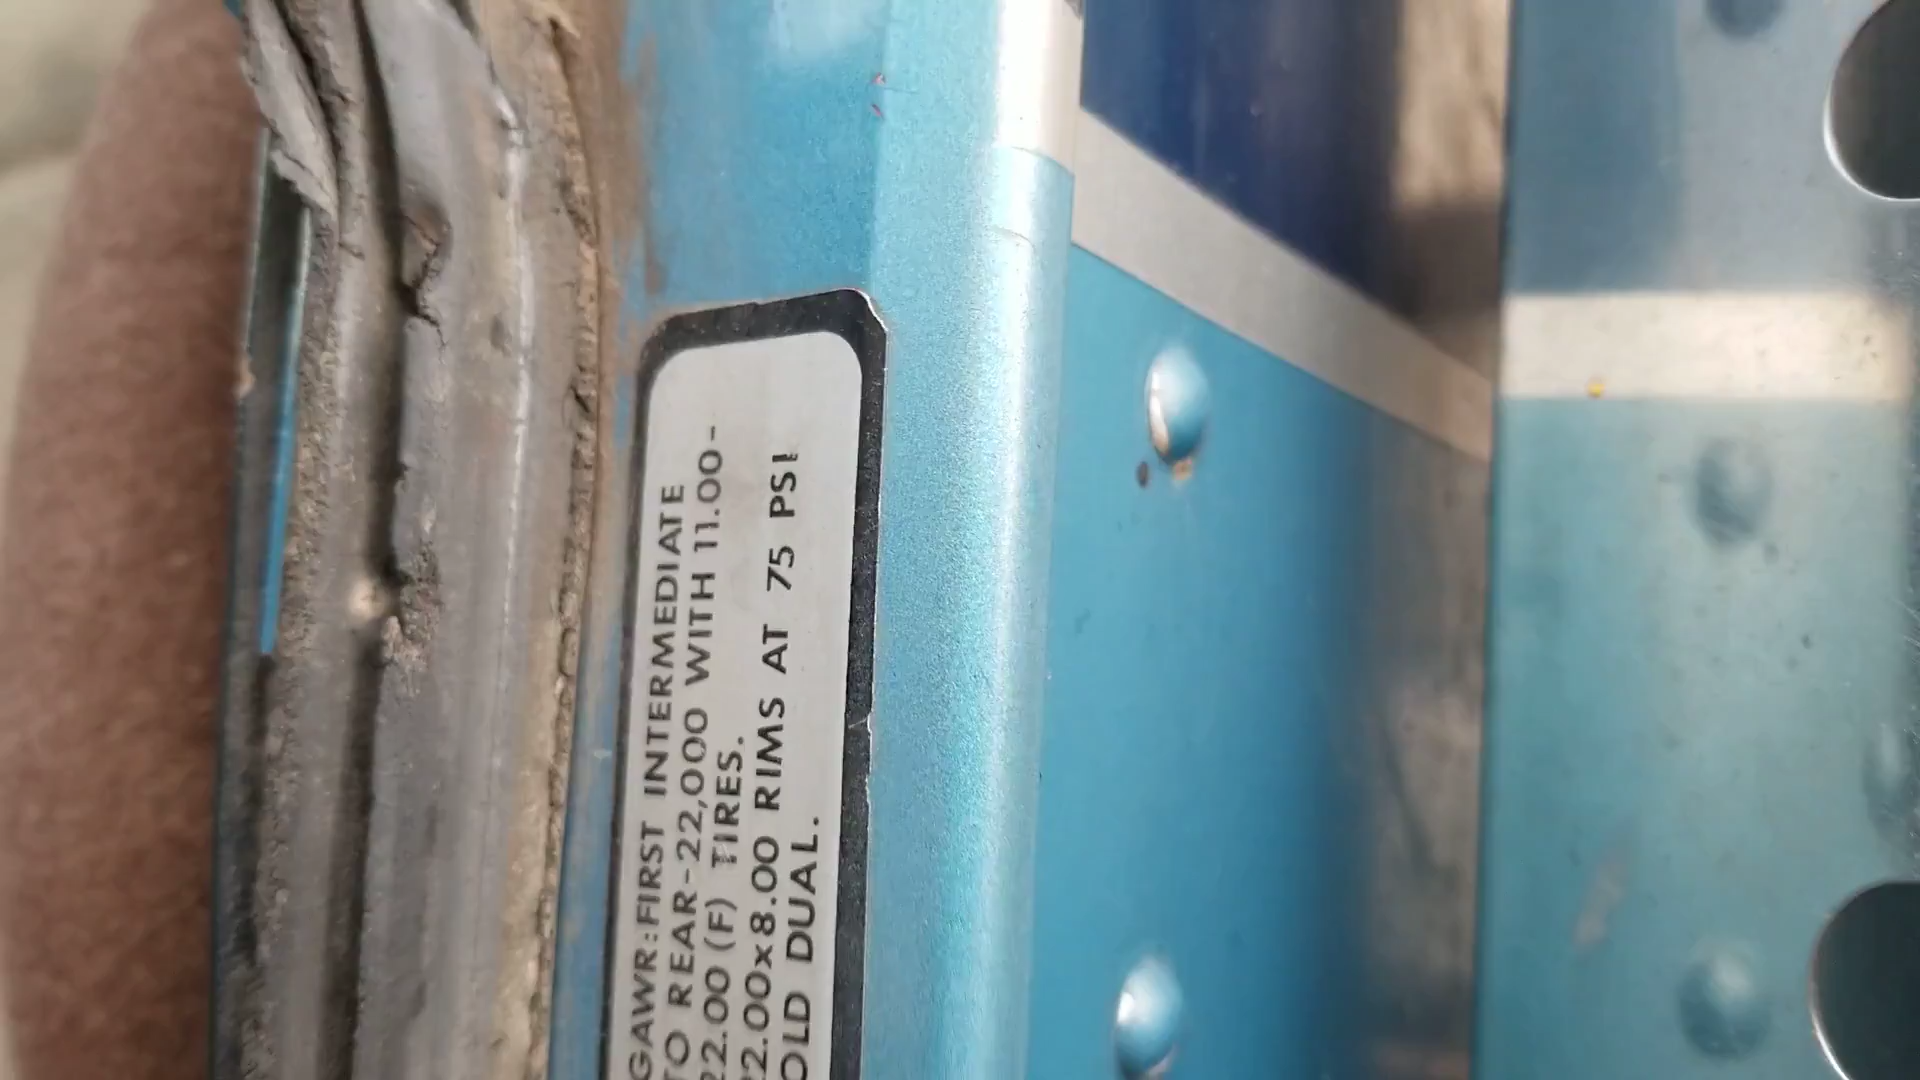 GAWR:FIRST INTERMEDIATE
TO REAR-22,000 WITH 11.00-
22.00 (F) TIRES.
22.00x8.00 RIMS AT 75 PSI
OLD DUAL.